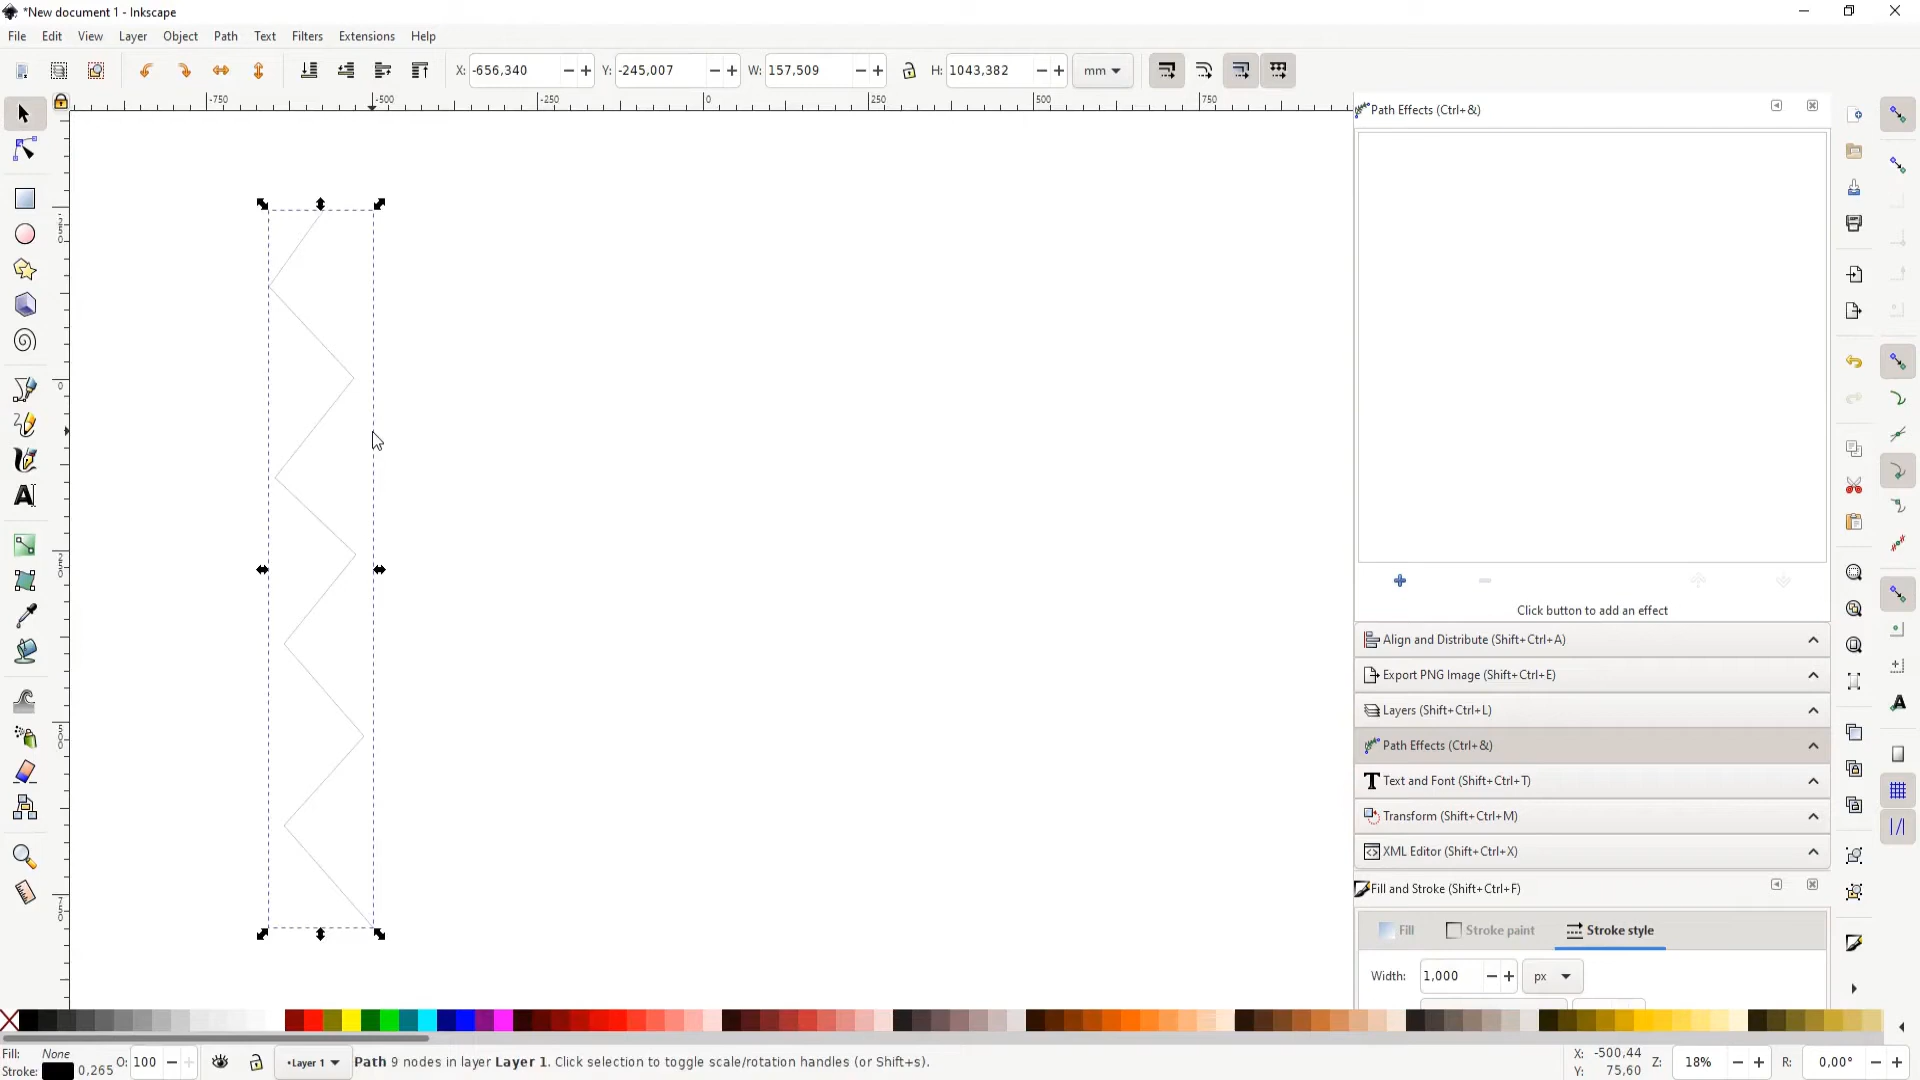 *New document 1 - Inkscape
File Edit View Layer Object Path Text Filters Extensions Help
X: -656,340 Y: -245,007 W: 157,509 H: 1043,382 mm
-750 -500 -250 0 250 500 750
Path Effects (Ctrl+&)
Click button to add an effect
Align and Distribute (Shift+Ctrl+A)
Export PNG Image (Shift+Ctrl+E)
Layers (Shift+Ctrl+L)
Path Effects (Ctrl+&)
Text and Font (Shift+Ctrl+T)
Transform (Shift+Ctrl+M)
XML Editor (Shift+Ctrl+X)
Fill and Stroke (Shift+Ctrl+F)
Fill Stroke paint Stroke style
Width: 1,000 px
Fill: None
Stroke: 0,265
O: 100
•Layer 1
Path 9 nodes in layer Layer 1. Click selection to toggle scale/rotation handles (or Shift+s).
X: -500,44
Y: 75,60
Z: 18%
R: 0,00°